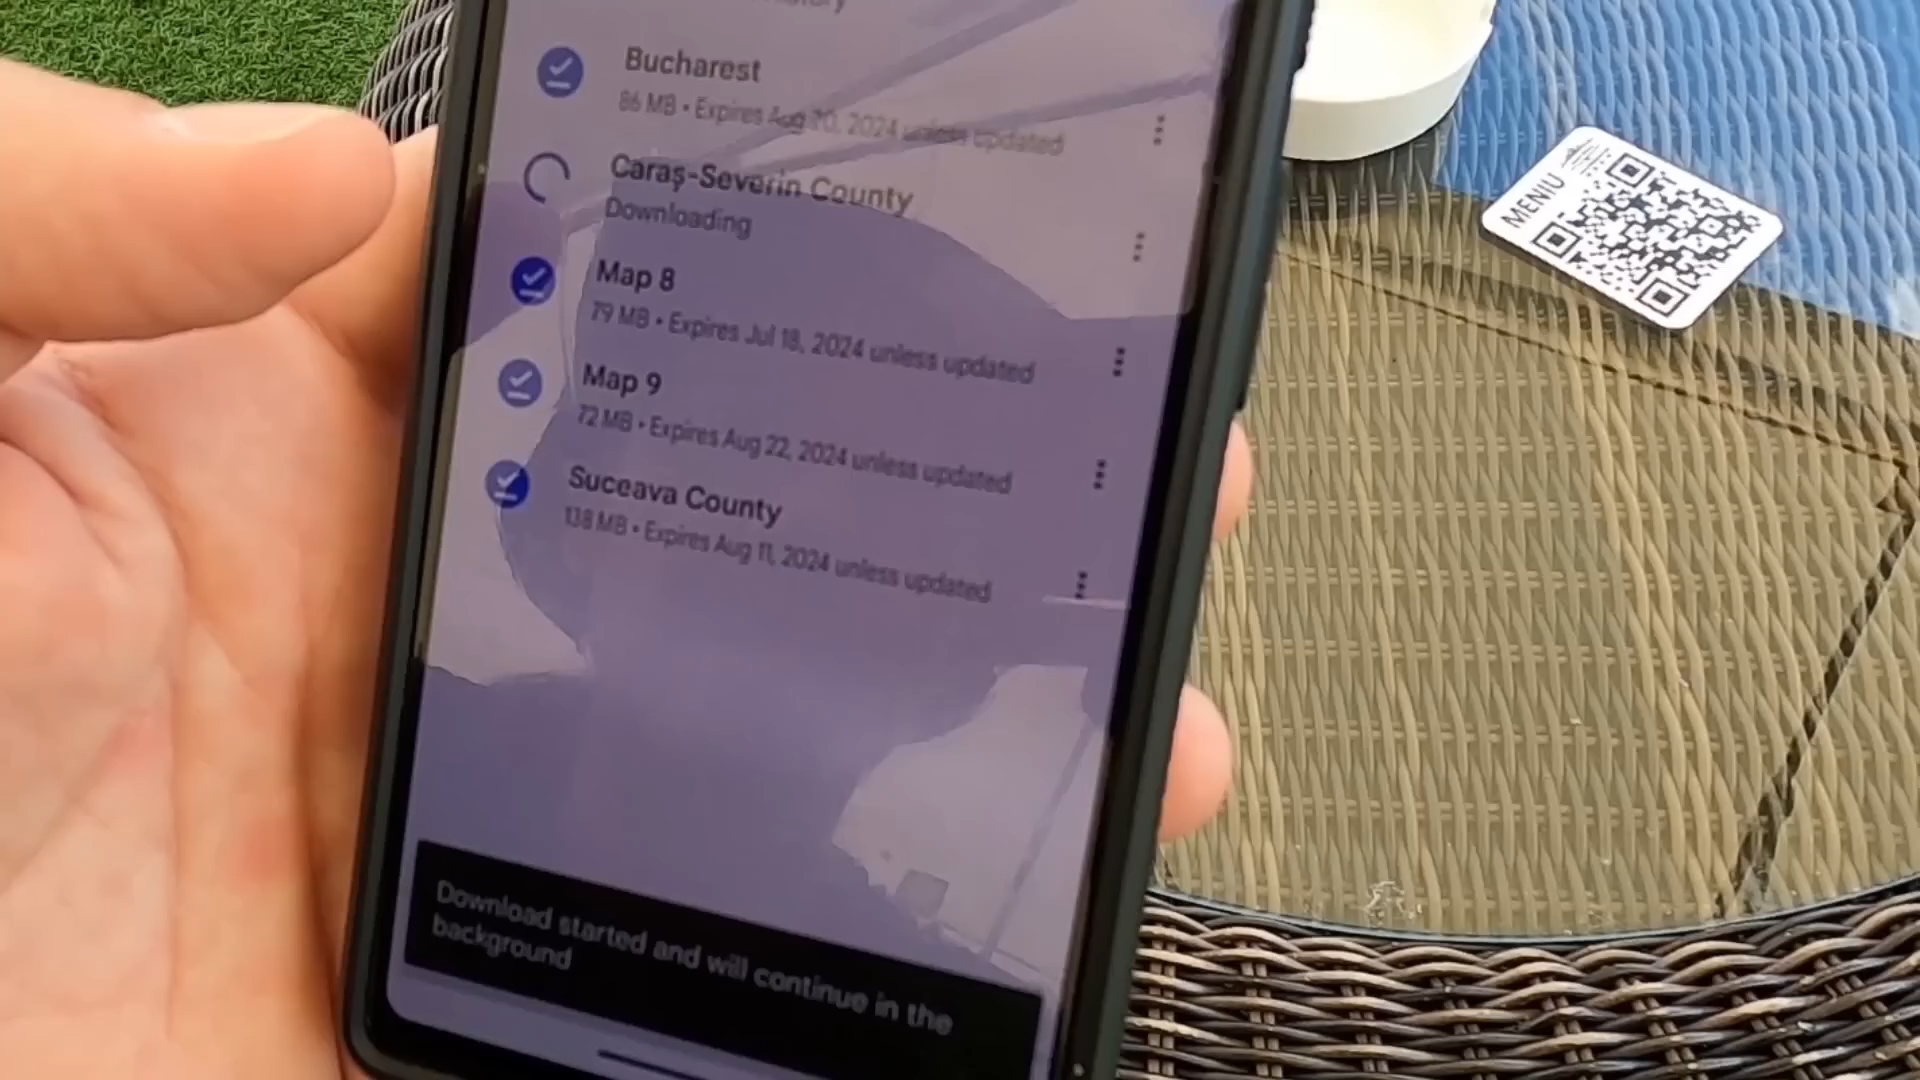 Bucharest
86 MB • Expires Aug 20, 2024 unless updated
Caraș-Severin County
Downloading
Map 8
79 MB • Expires Jul 18, 2024 unless updated
Map 9
72 MB • Expires Aug 22, 2024 unless updated
Suceava County
138 MB • Expires Aug 11, 2024 unless updated
Download started and will continue in the
background
MENIU